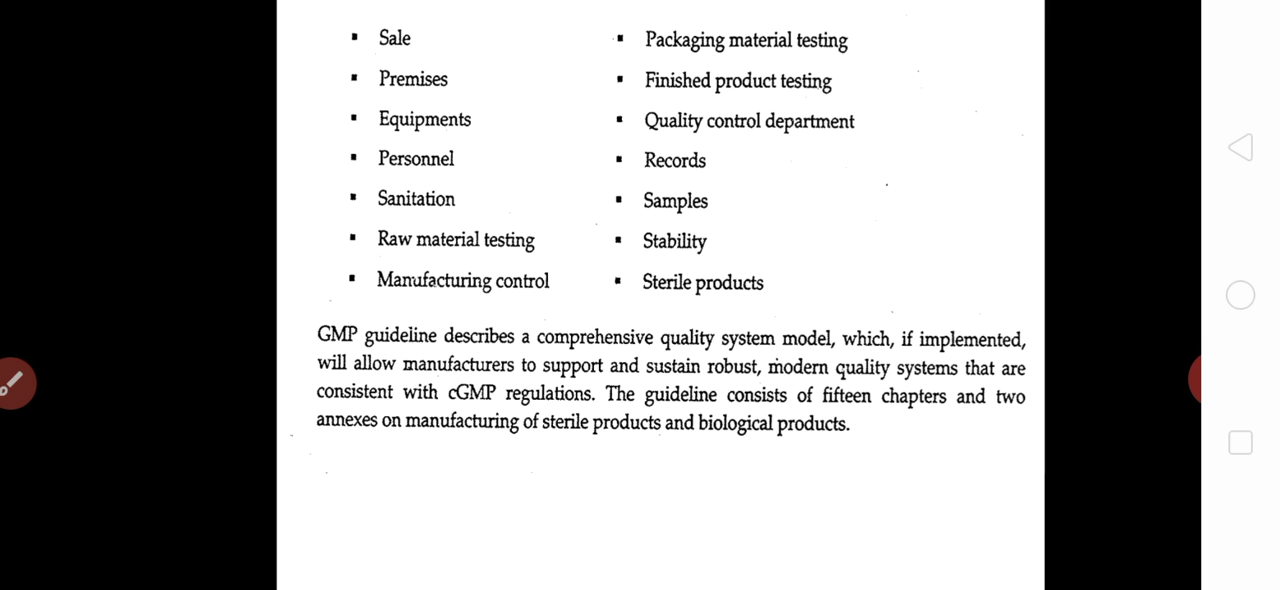 ▪ Sale
▪ Premises
▪ Equipments
▪ Personnel
▪ Sanitation
▪ Raw material testing
▪ Manufacturing control
▪ Packaging material testing
▪ Finished product testing
▪ Quality control department
▪ Records
▪ Samples
▪ Stability
▪ Sterile products
GMP guideline describes a comprehensive quality system model, which, if implemented,
will allow manufacturers to support and sustain robust, modern quality systems that are
consistent with cGMP regulations. The guideline consists of fifteen chapters and two
annexes on manufacturing of sterile products and biological products.